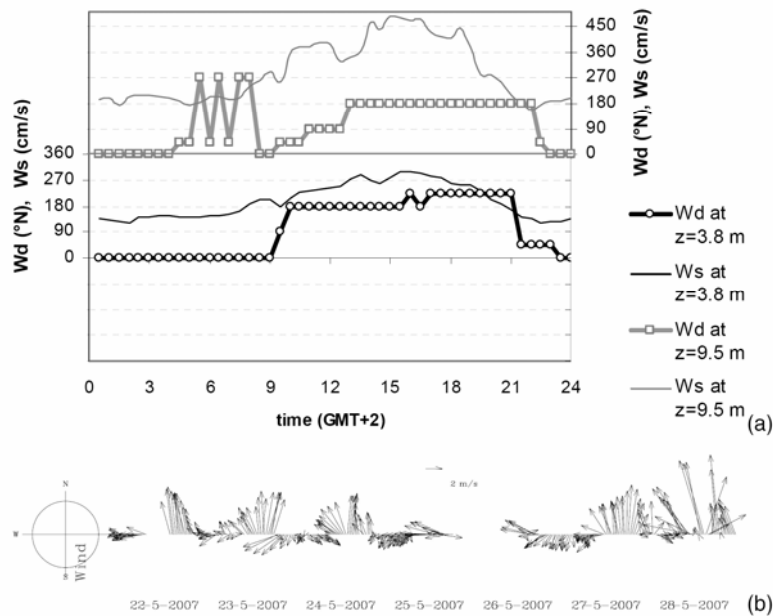 450
360
270
180
90
0
Wd (°N), Ws (cm/s)
360
270
180
90
0
Wd (°N), Ws (cm/s)
0 3 6 9 12 15 18 21 24
time (GMT+2)
Wd at
z=3.8 m
Ws at
z=3.8 m
Wd at
z=9.5 m
Ws at
z=9.5 m
(a)
N
W
Wind
2 m/s
22-5-2007 23-5-2007 24-5-2007 25-5-2007 26-5-2007 27-5-2007 28-5-2007
(b)